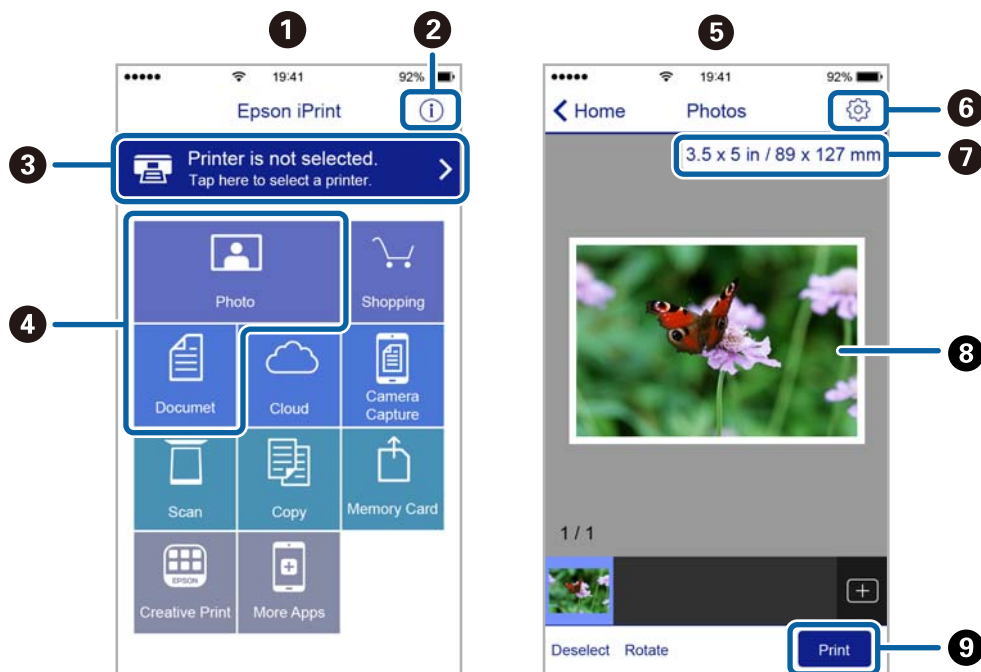 1
2
5
19:41
92%
19:41
92%
Epson iPrint
i
Home
Photos
6
3
Printer is not selected.
Tap here to select a printer.
3.5 x 5 in / 89 x 127 mm
7
4
Photo
Shopping
Documet
Cloud
Camera
Capture
8
Scan
Copy
Memory Card
1 / 1
EPSON
Creative Print
More Apps
Deselect
Rotate
Print
9